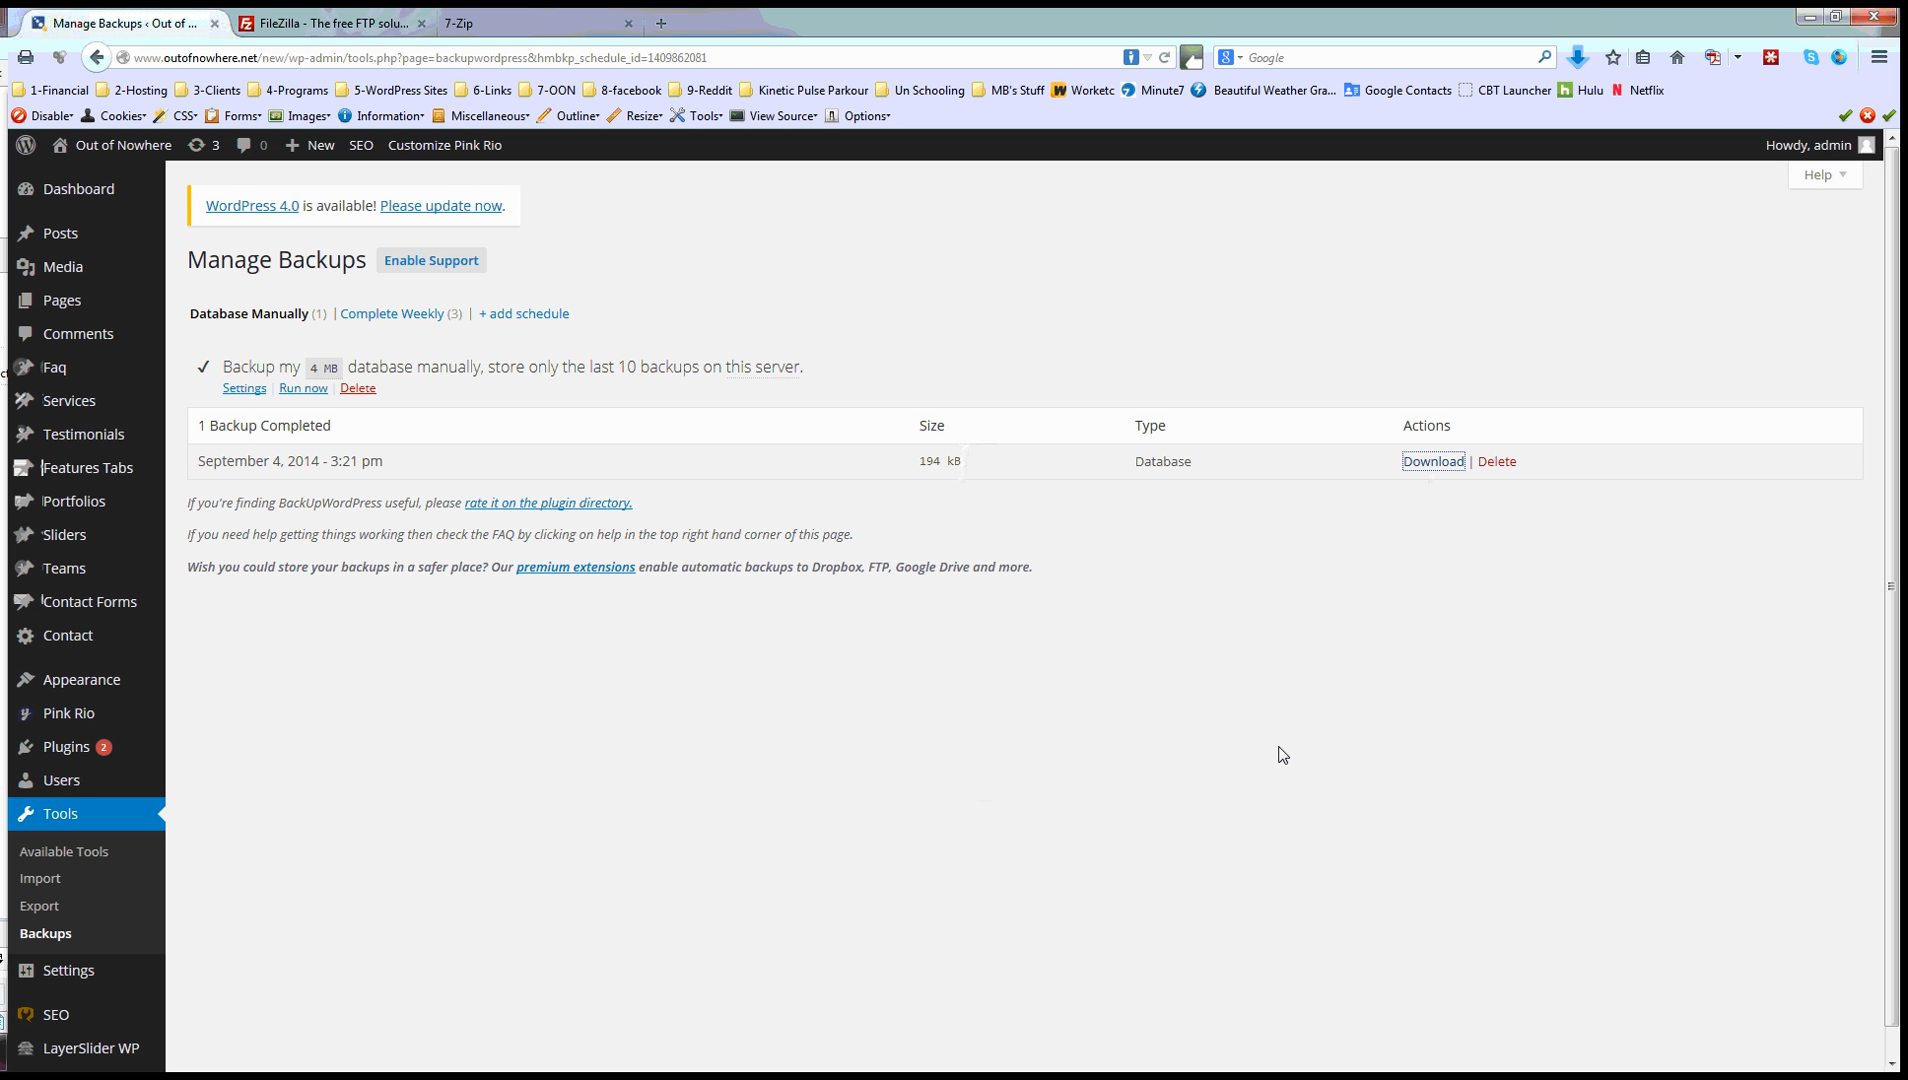 Manage Backups ‹ Out of ...
FileZilla - The free FTP solu...
7-Zip
www.outofnowhere.net/new/wp-admin/tools.php?page=backupwordpress&hmbkp_schedule_id=1409862081
Google
1-Financial 2-Hosting 3-Clients 4-Programs 5-WordPress Sites 6-Links 7-OON 8-facebook 9-Reddit Kinetic Pulse Parkour Un Schooling MB's Stuff Worketc Minute7 Beautiful Weather Gra... Google Contacts CBT Launcher Hulu Netflix
Disable Cookies CSS Forms Images Information Miscellaneous Outline Resize Tools View Source Options
Out of Nowhere 3 0 New SEO Customize Pink Rio Howdy, admin
Help
Dashboard
Posts
Media
Pages
Comments
Faq
Services
Testimonials
Features Tabs
Portfolios
Sliders
Teams
Contact Forms
Contact
Appearance
Pink Rio
Plugins 2
Users
Tools
Available Tools
Import
Export
Backups
Settings
SEO
LayerSlider WP
WordPress 4.0 is available! Please update now.
Manage Backups Enable Support
Database Manually (1) | Complete Weekly (3) | + add schedule
Backup my 4 MB database manually, store only the last 10 backups on this server.
Settings | Run now | Delete
1 Backup Completed Size Type Actions
September 4, 2014 - 3:21 pm 194 kB Database Download | Delete
If you're finding BackUpWordPress useful, please rate it on the plugin directory.
If you need help getting things working then check the FAQ by clicking on help in the top right hand corner of this page.
Wish you could store your backups in a safer place? Our premium extensions enable automatic backups to Dropbox, FTP, Google Drive and more.